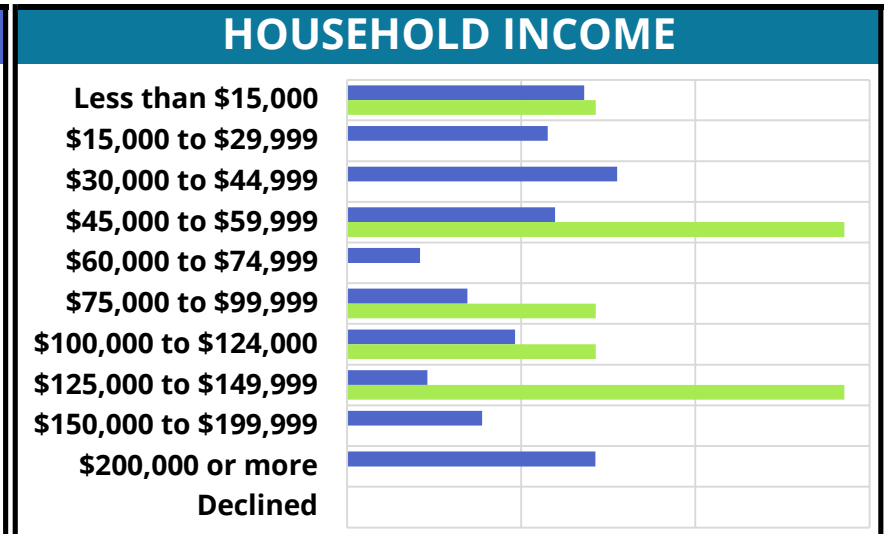 HOUSEHOLD INCOME
Less than $15,000
$15,000 to $29,999
$30,000 to $44,999
$45,000 to $59,999
$60,000 to $74,999
$75,000 to $99,999
$100,000 to $124,000
$125,000 to $149,999
$150,000 to $199,999
$200,000 or more
Declined